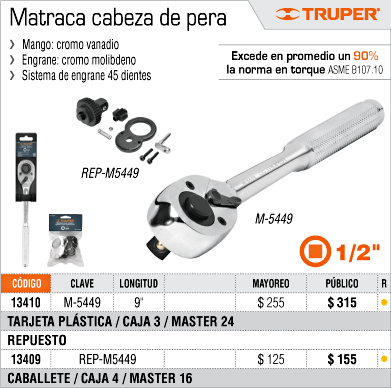 Matraca cabeza de pera
TRUPER®
Mango: cromo vanadio
Engrane: cromo molibdeno
Sistema de engrane 45 dientes
Excede en promedio un 90%
la norma en torque ASME B107.10
REP-M5449
M-5449
1/2"
CÓDIGO CLAVE LONGITUD MAYOREO PÚBLICO R
13410 M-5449 9" $ 255 $ 315
TARJETA PLÁSTICA / CAJA 3 / MASTER 24
REPUESTO
13409 REP-M5449 $ 125 $ 155
CABALLETE / CAJA 4 / MASTER 16